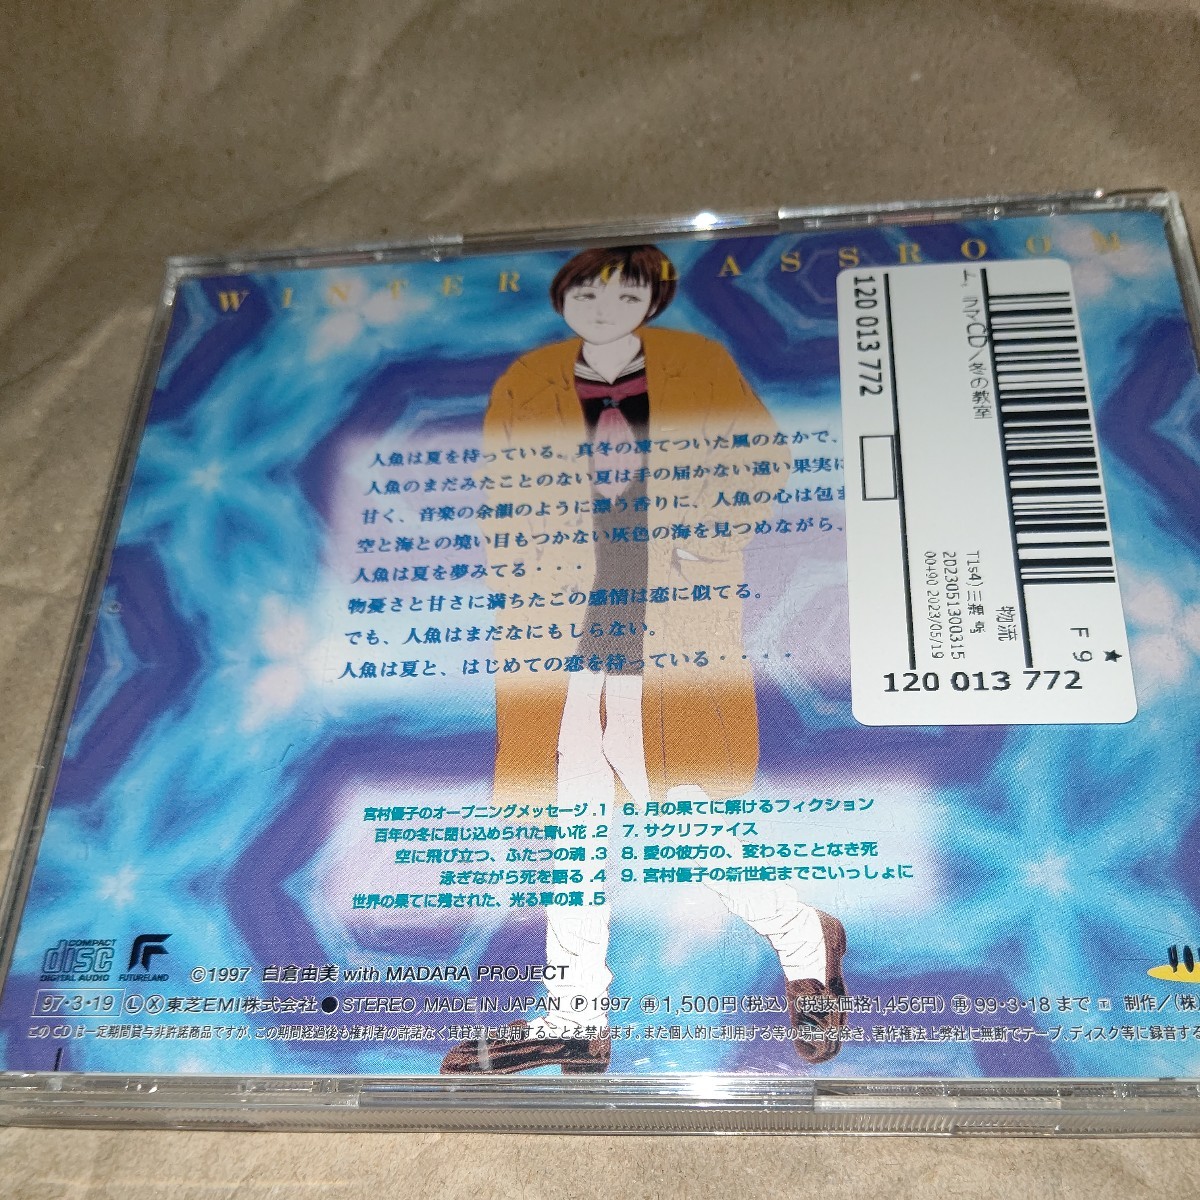 WINTER CLASSROOM
人魚は夏を待っている。真冬の凍てついた風のなかで、
人魚のまだみたことのない夏は手の届かない遠い果実に
甘く、音楽の余韻のように漂う香りに、人魚の心は包ま
空と海との境い目もつかない灰色の海を見つめながら、
人魚は夏を夢みてる・・・
物憂さと甘さに満ちたこの感情は恋に似てる。
でも、人魚はまだなにもしらない。
人魚は夏と、はじめての恋を待っている・・・・
120 013 772
ドラマCD/冬の教室
T1s4)三瀬 専
2023051300315
00+90 2023/05/19
物流
F9 ★
120 013 772
宮村優子のオープニングメッセージ.1
百年の冬に閉じ込められた青い花.2
空に飛び立つ、ふたつの魂.3
泳ぎながら死を語る.4
世界の果てに残された、光る草の葉.5
6.月の果てに解けるフィクション
7.サクリファイス
8.愛の彼方の、変わることなき死
9.宮村優子の新世紀までごいっしょに
COMPACT
disc
DIGITAL AUDIO
FUTURELAND
©1997 白倉由美 with MADARA PROJECT
97・3・19 Ⓛ Ⓧ 東芝EMI株式会社 ● STEREO MADE IN JAPAN Ⓟ 1997 ㊢1,500円(税込) (税抜価格1,456円) ㊢99・3・18まで 制作/(株
このCDは一定期間貸与非許諾商品ですが、この期間経過後も権利者の許諾なく賃貸業に使用することを禁じます。また個人的に利用する等の場合を除き、著作権法上弊社に無断でテープ、ディスク等に録音する